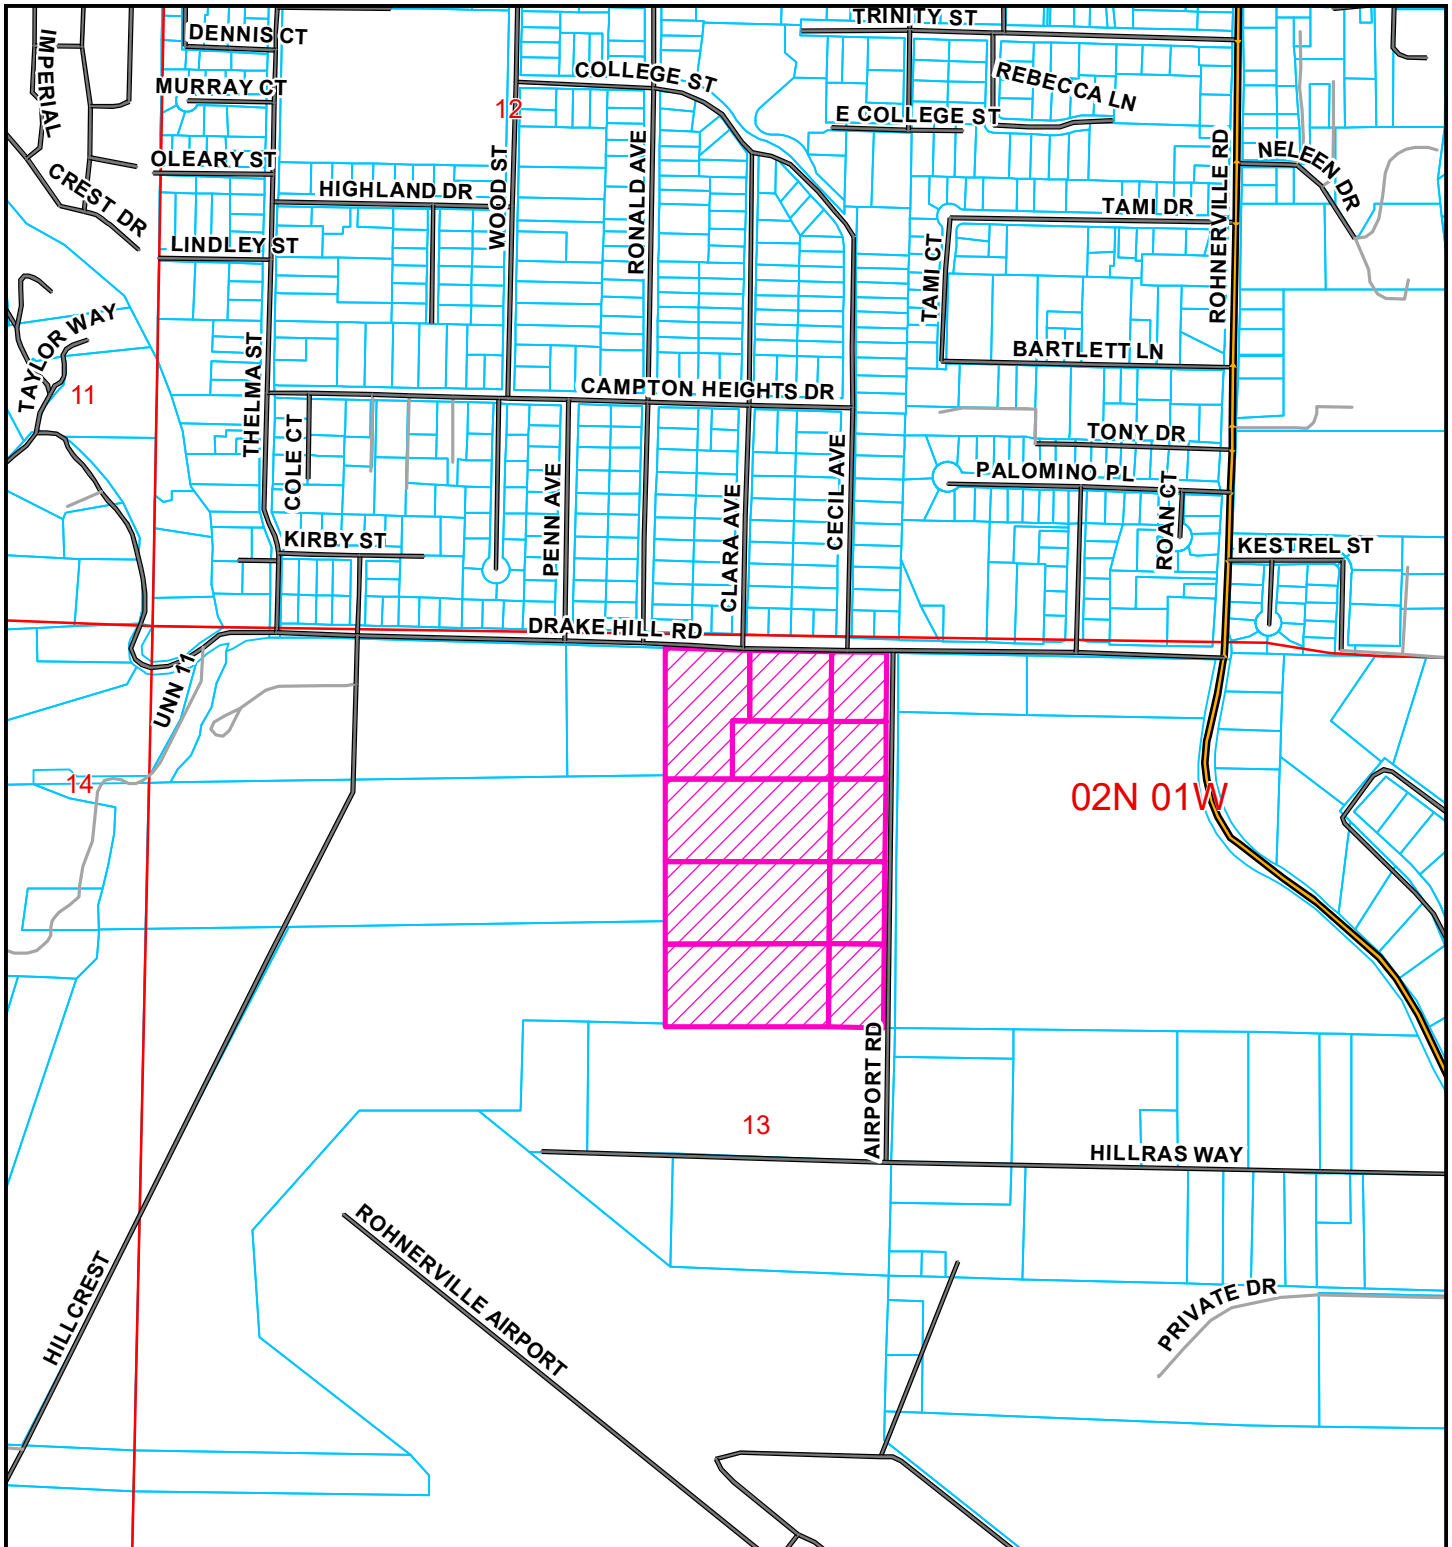 TRINITY ST
DENNIS CT
IMPERIAL
COLLEGE ST
REBECCA LN
MURRAY CT
12
E COLLEGE ST
OLEARY ST
CREST DR
HIGHLAND DR
WOOD ST
RONALD AVE
ROHNERVILLE RD
NELEEN DR
TAMI DR
LINDLEY ST
TAMI CT
TAYLOR WAY
11
THELMA ST
BARTLETT LN
CAMPTON HEIGHTS DR
COLE CT
TONY DR
PALOMINO PL
ROAN CT
CECIL AVE
CLARA AVE
PENN AVE
KIRBY ST
KESTREL ST
DRAKE HILL RD
UNN 11
14
02N 01W
AIRPORT RD
13
HILLRAS WAY
ROHNERVILLE AIRPORT
HILLCREST
PRIVATE DR